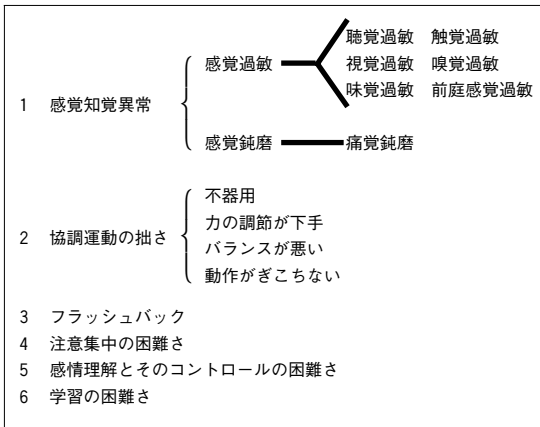 聴覚過敏　触覚過敏
感覚過敏　視覚過敏　嗅覚過敏
味覚過敏　前庭感覚過敏
1　感覚知覚異常
感覚鈍磨　痛覚鈍磨
不器用
力の調節が下手
2　協調運動の拙さ
バランスが悪い
動作がぎこちない
3　フラッシュバック
4　注意集中の困難さ
5　感情理解とそのコントロールの困難さ
6　学習の困難さ